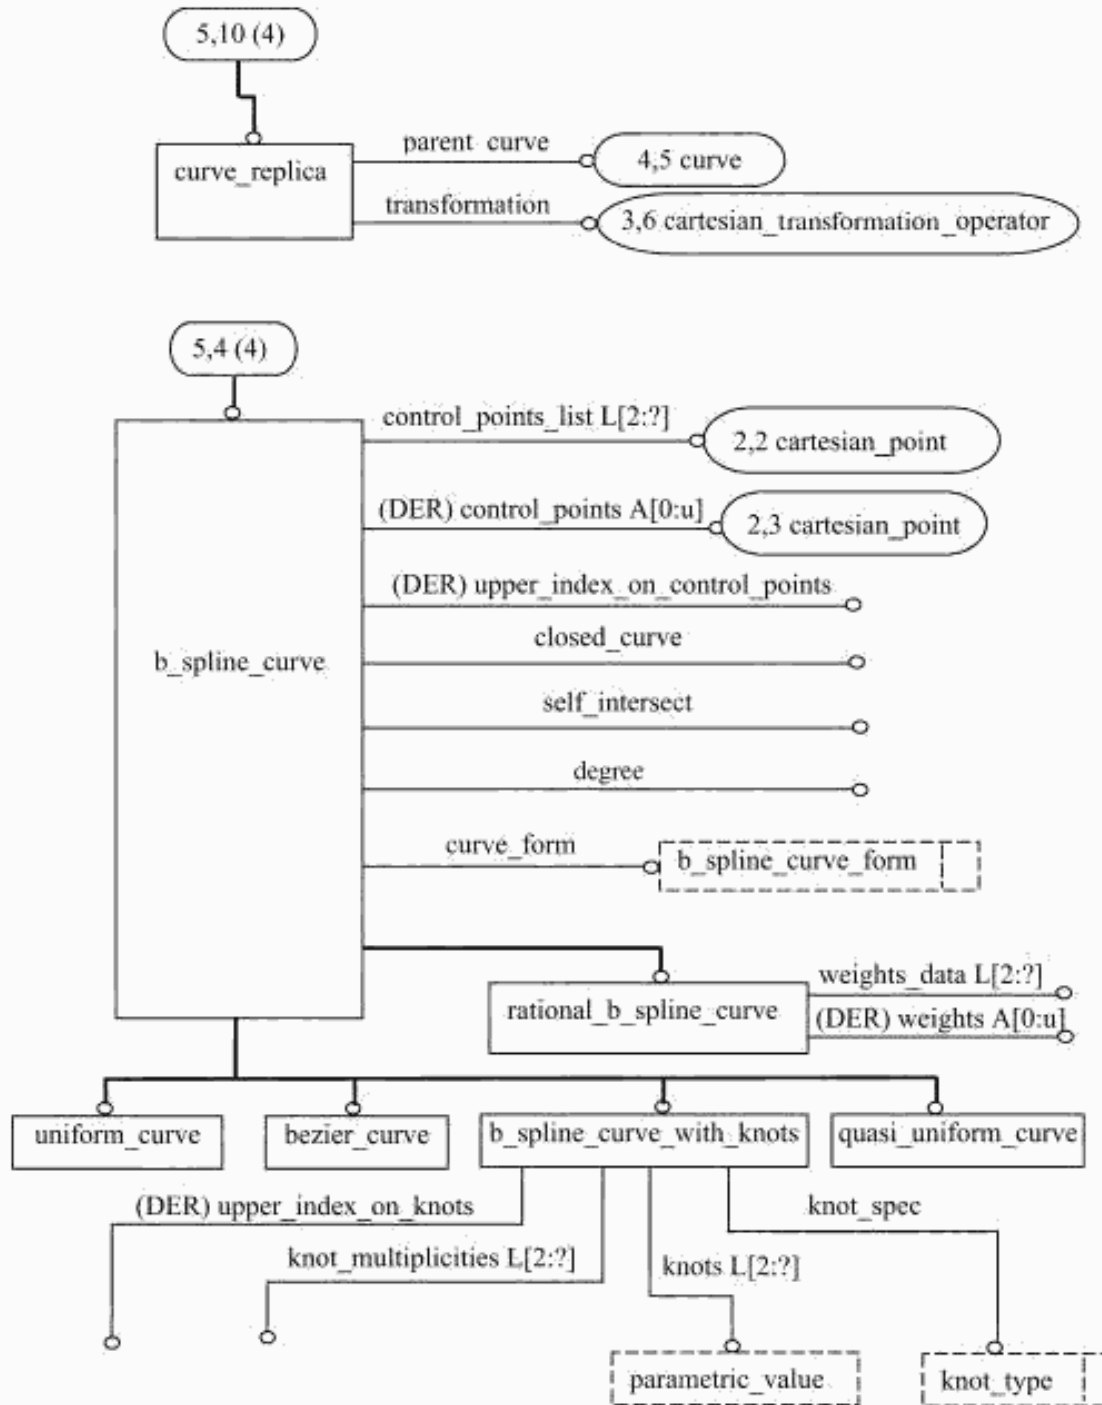 5,10 (4)
parent_curve
curve_replica
4,5 curve
transformation
3,6 cartesian_transformation_operator
5,4 (4)
control_points_list L[2:?]
2,2 cartesian_point
(DER) control_points A[0:u]
2,3 cartesian_point
(DER) upper_index_on_control_points
closed_curve
b_spline_curve
self_intersect
degree
curve_form
b_spline_curve_form
weights_data L[2:?]
rational_b_spline_curve
(DER) weights A[0:u]
uniform_curve
bezier_curve
b_spline_curve_with_knots
quasi_uniform_curve
(DER) upper_index_on_knots
knot_spec
knot_multiplicities L[2:?]
knots L[2:?]
parametric_value
knot_type